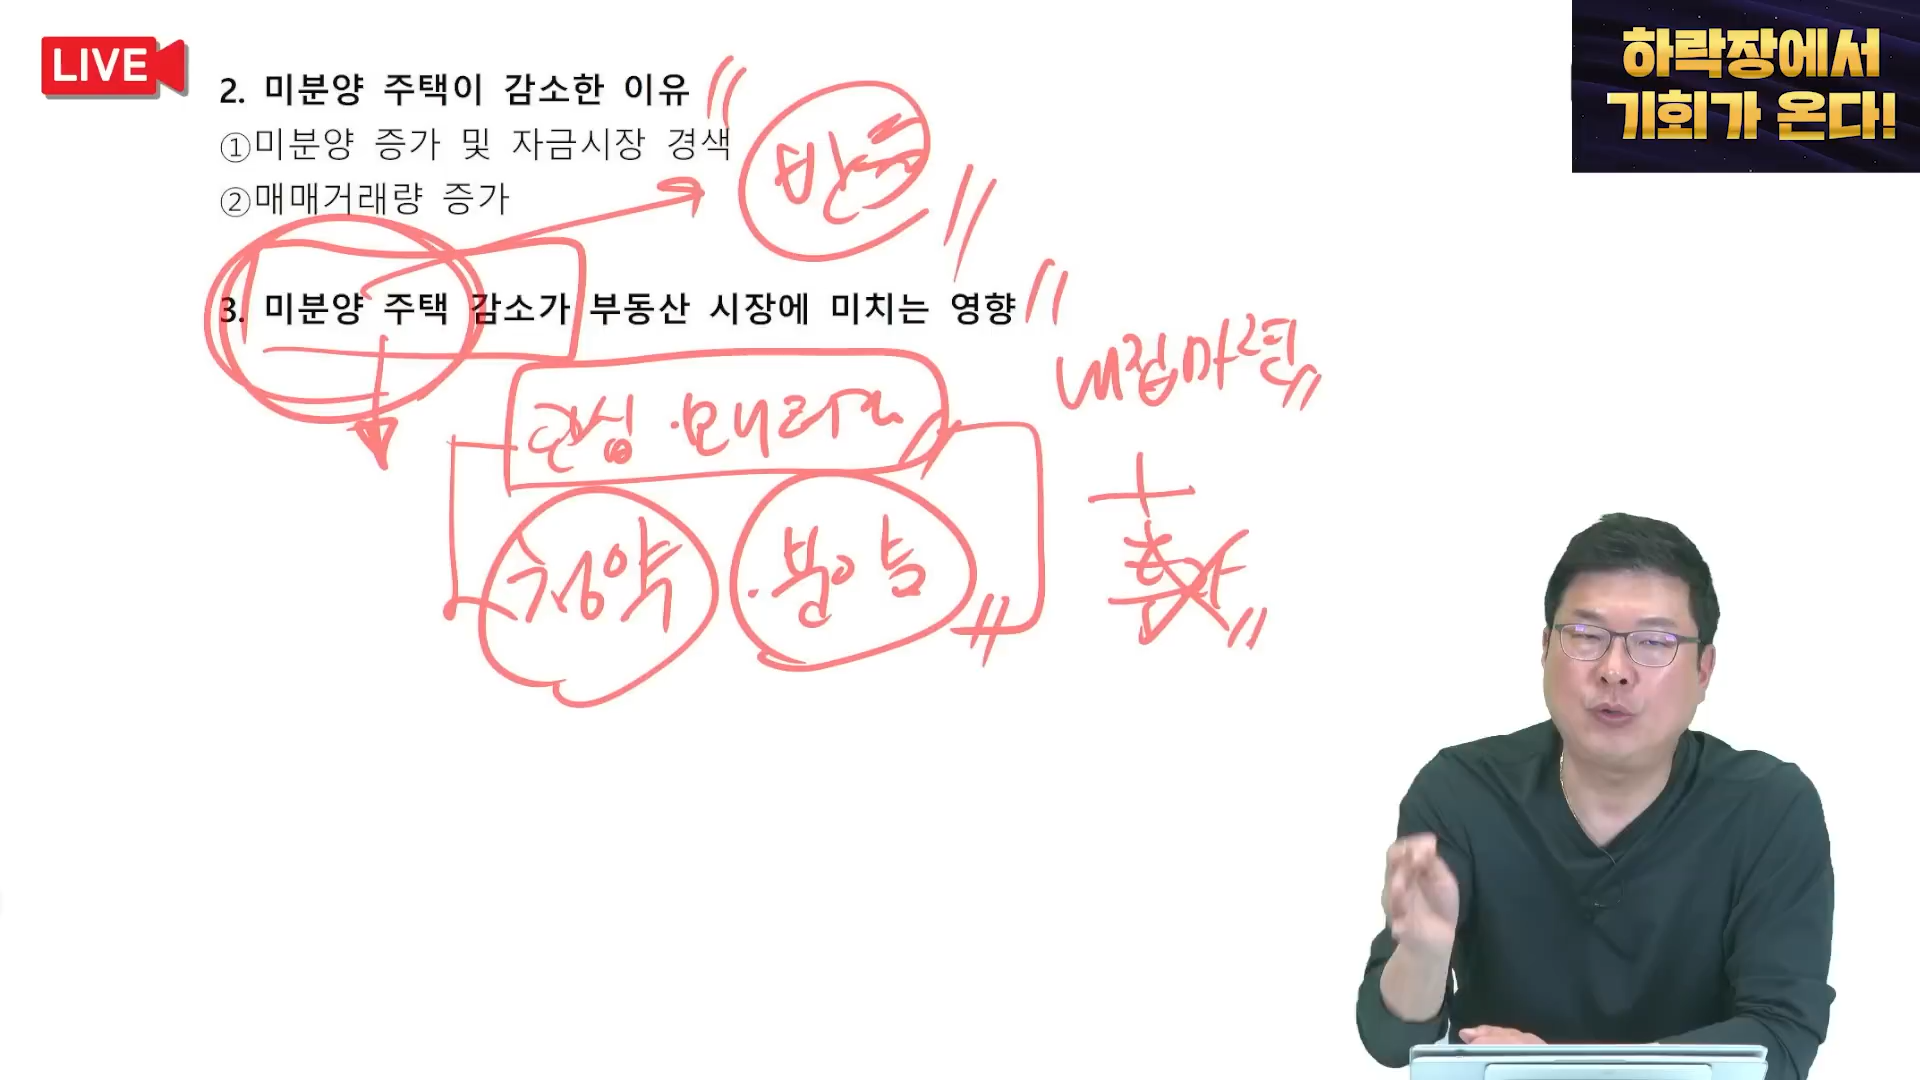 LIVE
하락장에서
기회가 온다!
2. 미분양 주택이 감소한 이유
①미분양 증가 및 자금시장 경색
②매매거래량 증가
3. 미분양 주택 감소가 부동산 시장에 미치는 영향
내집마련
청약
분양